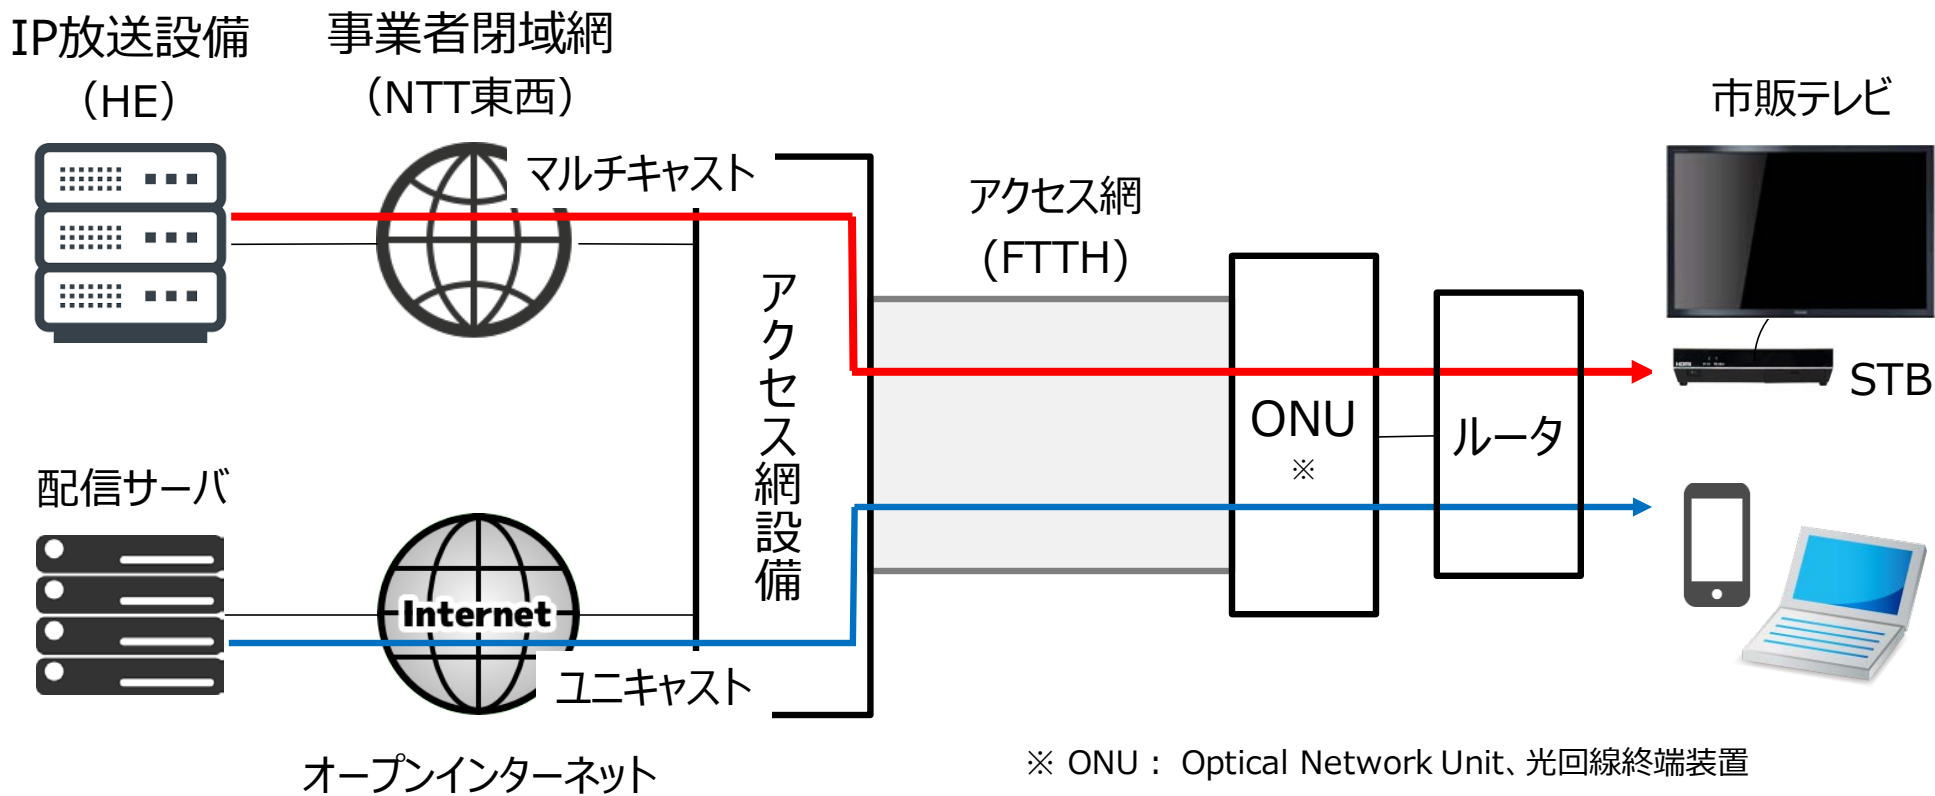 IP放送設備
（HE）
事業者閉域網
（NTT東西）
マルチキャスト
アクセス網設備
アクセス網
(FTTH)
ONU
※
ルータ
市販テレビ
STB
配信サーバ
Internet
ユニキャスト
オープンインターネット
※ ONU： Optical Network Unit、光回線終端装置